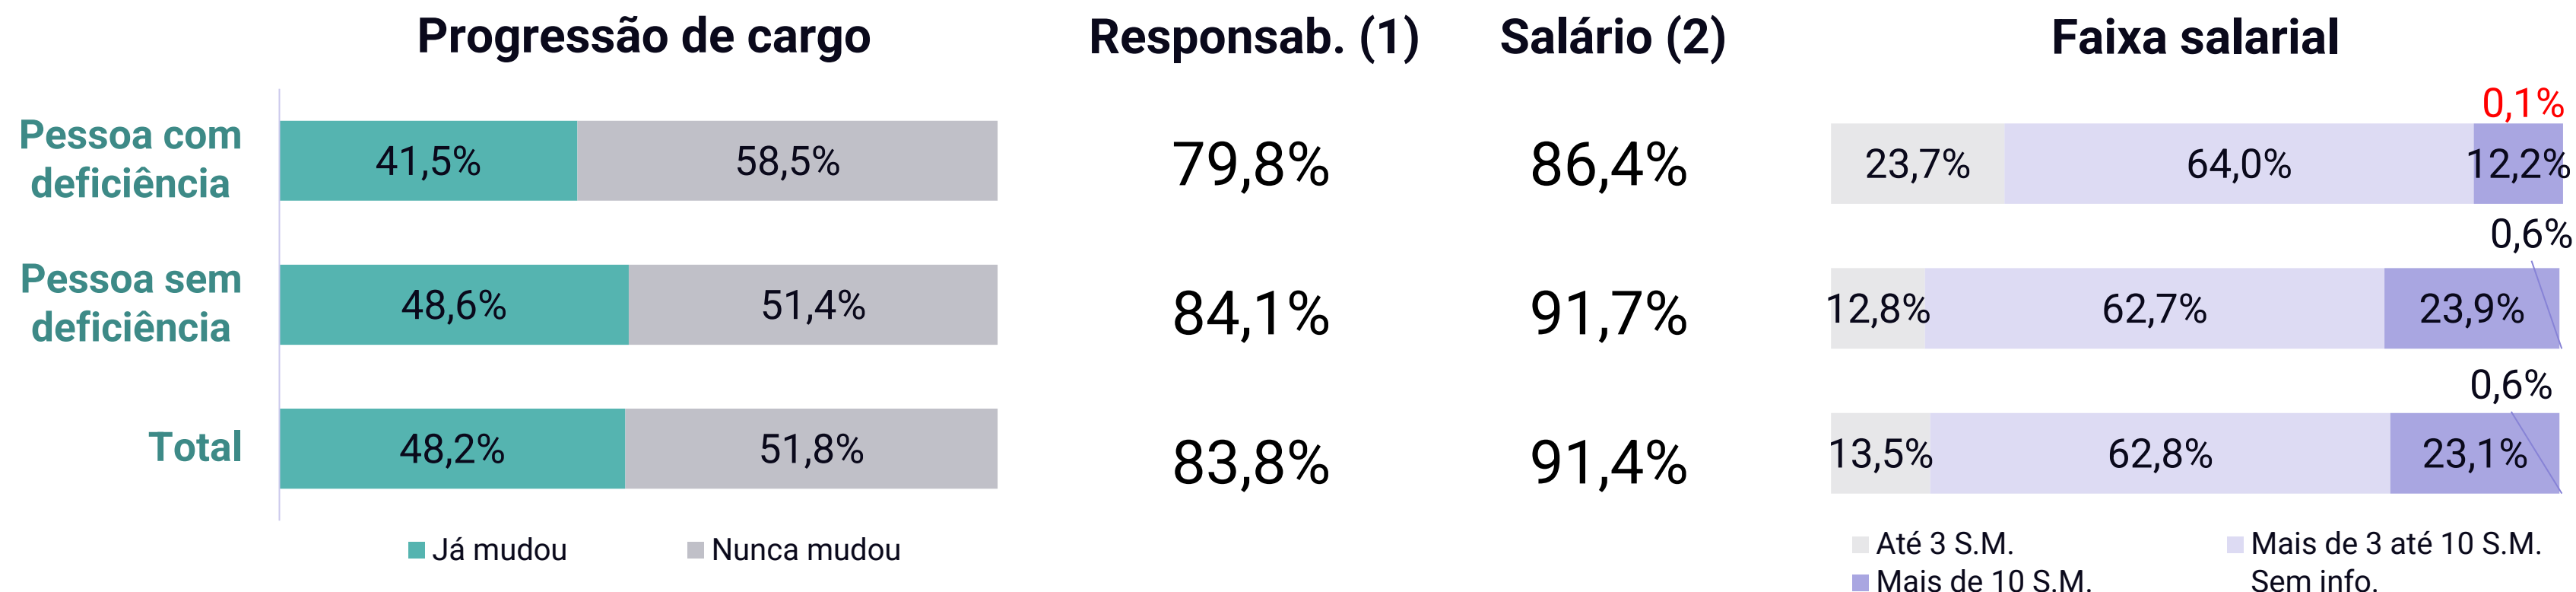 Progressão de cargo
Responsab. (1)
Salário (2)
Faixa salarial
Pessoa com
deficiência
41,5%
58,5%
79,8%
86,4%
23,7%
64,0%
12,2%
0,1%
Pessoa sem
deficiência
48,6%
51,4%
84,1%
91,7%
12,8%
62,7%
23,9%
0,6%
Total
48,2%
51,8%
83,8%
91,4%
13,5%
62,8%
23,1%
0,6%
Já mudou
Nunca mudou
Até 3 S.M.
Mais de 3 até 10 S.M.
Mais de 10 S.M.
Sem info.